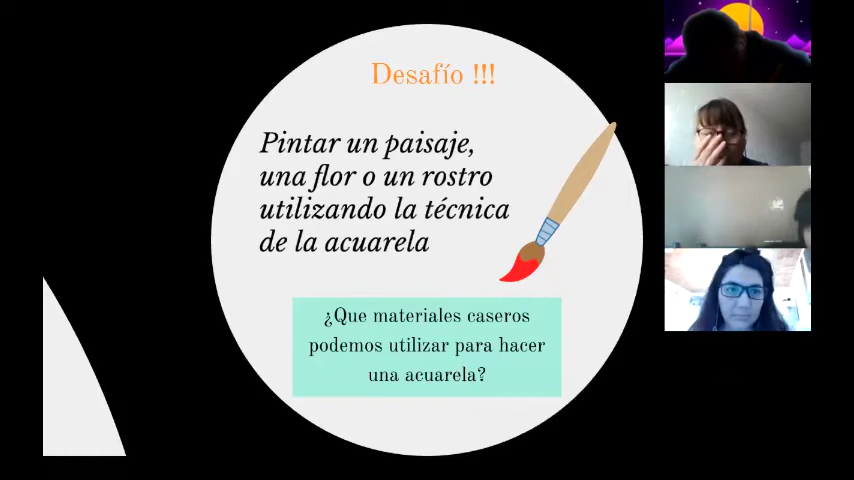 Desafío !!!
Pintar un paisaje,
una flor o un rostro
utilizando la técnica
de la acuarela
¿Que materiales caseros
podemos utilizar para hacer
una acuarela?